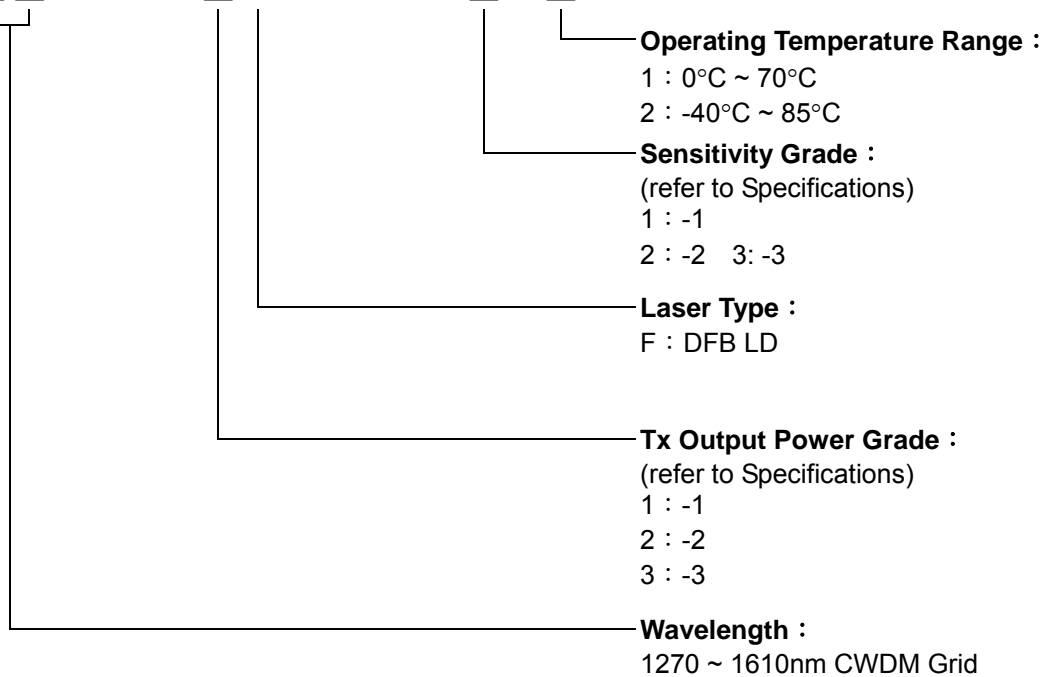 Operating Temperature Range：
1：0°C ~ 70°C
2：-40°C ~ 85°C
Sensitivity Grade：
(refer to Specifications)
1：-1
2：-2 3: -3
Laser Type：
F：DFB LD
Tx Output Power Grade：
(refer to Specifications)
1：-1
2：-2
3：-3
Wavelength：
1270 ~ 1610nm CWDM Grid